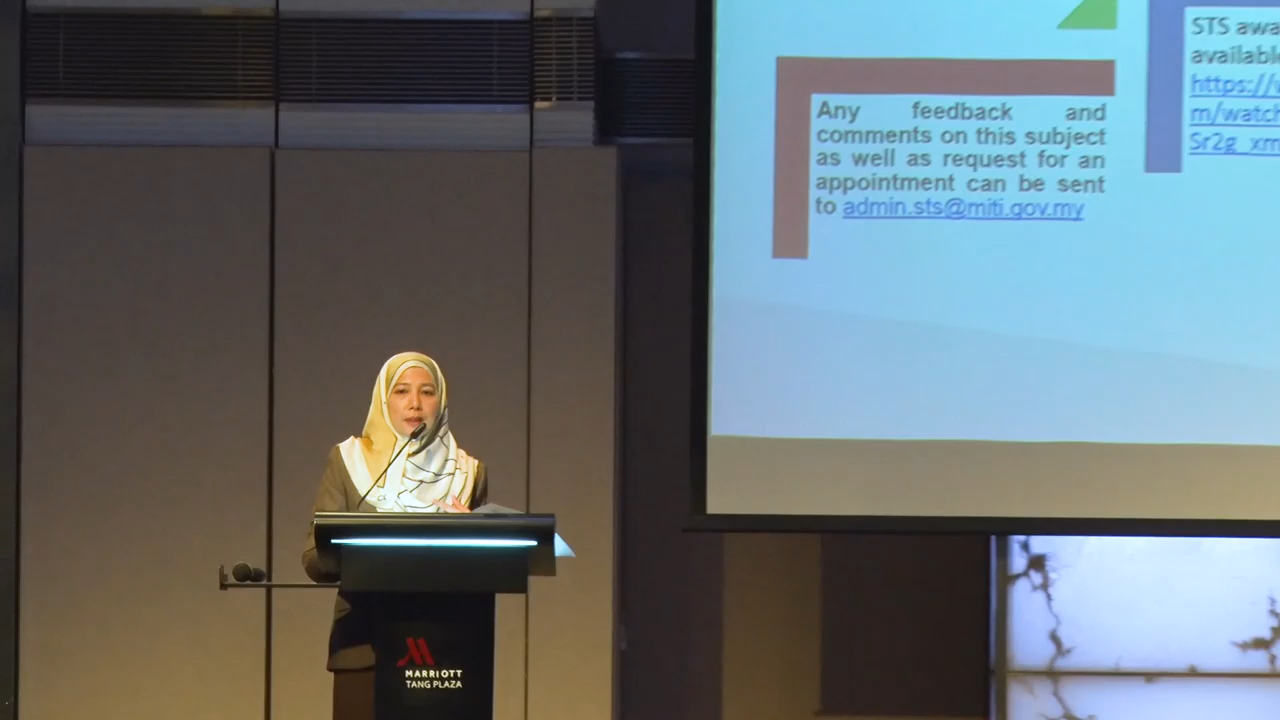 Any feedback and
comments on this subject
as well as request for an
appointment can be sent
to admin.sts@miti.gov.my
STS awa
available
https://v
m/watch
Sr2g_xm
MARRIOTT
TANG PLAZA